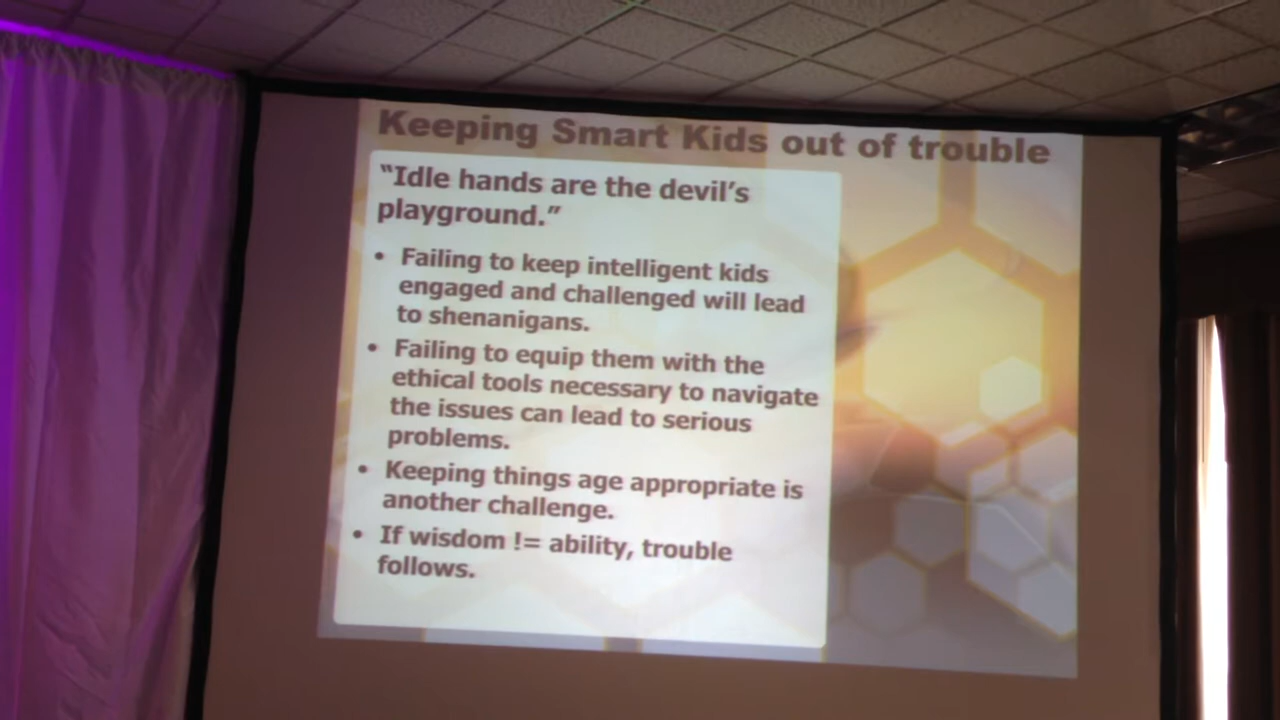 Keeping Smart Kids out of trouble
“Idle hands are the devil’s
playground.”
• Failing to keep intelligent kids
engaged and challenged will lead
to shenanigans.
• Failing to equip them with the
ethical tools necessary to navigate
the issues can lead to serious
problems.
• Keeping things age appropriate is
another challenge.
• If wisdom != ability, trouble
follows.